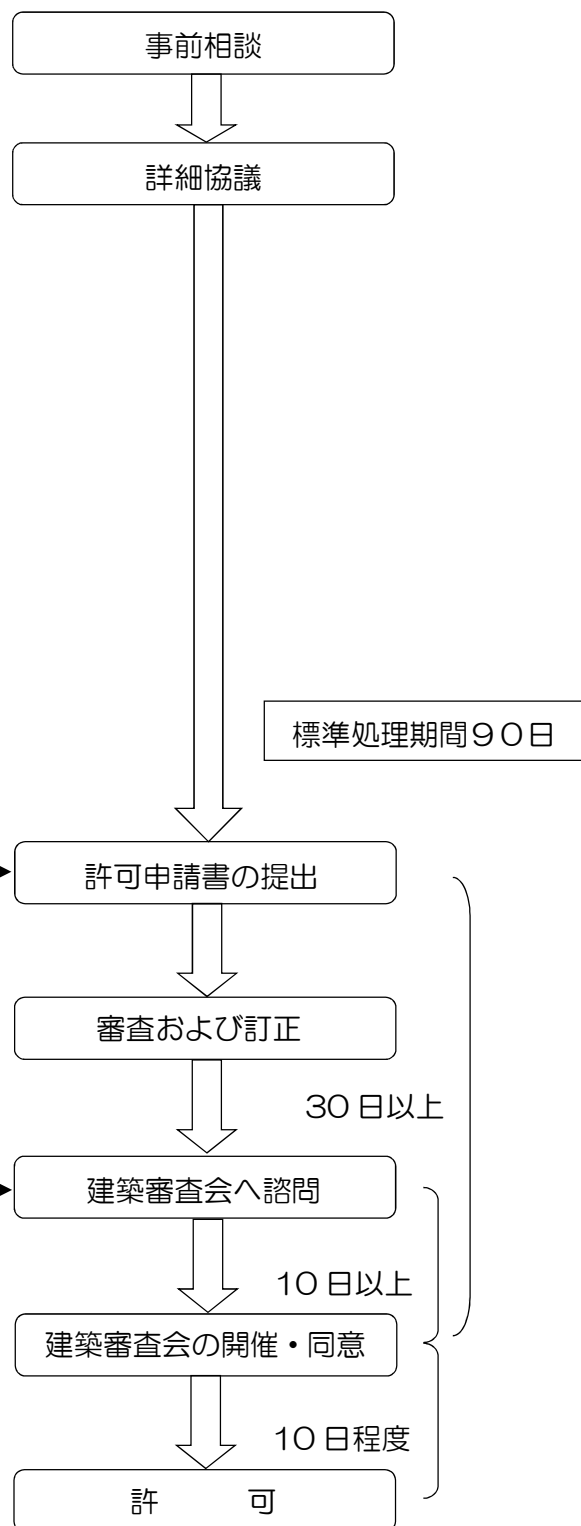 事前相談
詳細協議
標準処理期間９０日
許可申請書の提出
審査および訂正
30日以上
建築審査会へ諮問
10日以上
建築審査会の開催・同意
10日程度
許　　　可